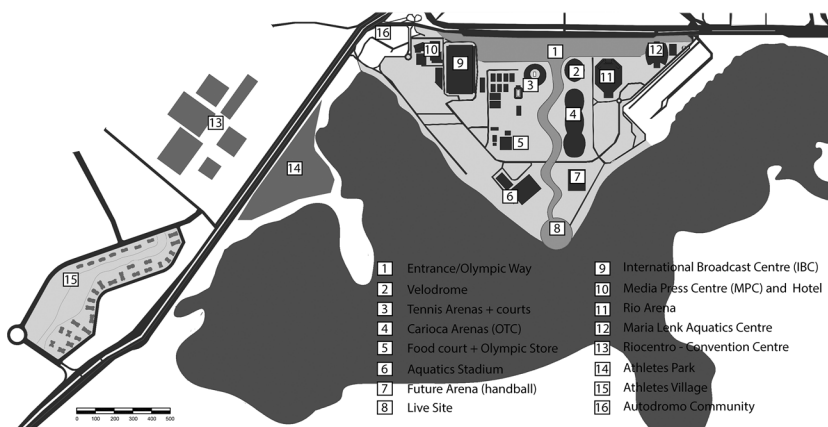 16
10
9
1
12
2
11
3
4
13
5
14
7
6
8
15
1 Entrance/Olympic Way
2 Velodrome
3 Tennis Arenas + courts
4 Carioca Arenas (OTC)
5 Food court + Olympic Store
6 Aquatics Stadium
7 Future Arena (handball)
8 Live Site
9 International Broadcast Centre (IBC)
10 Media Press Centre (MPC) and Hotel
11 Rio Arena
12 Maria Lenk Aquatics Centre
13 Riocentro - Convention Centre
14 Athletes Park
15 Athletes Village
16 Autodromo Community
0 100 200 300 400 500